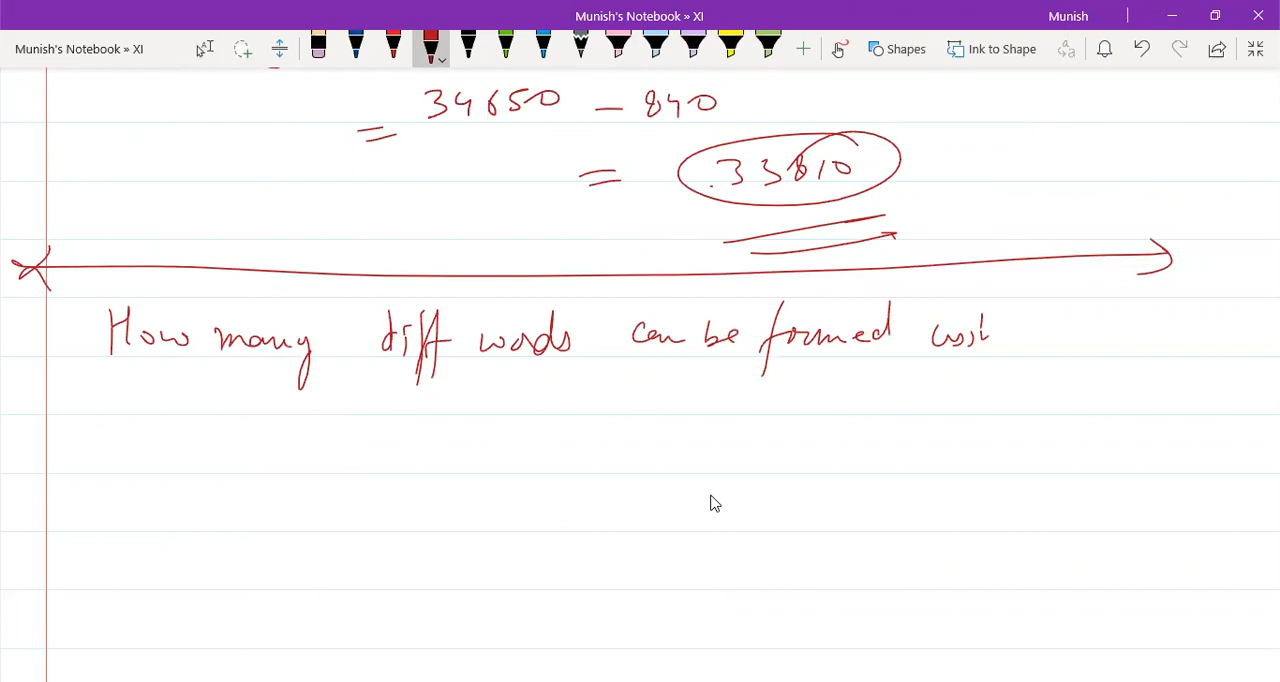 Munish's Notebook » XI
Munish
Munish's Notebook » XI
Shapes
Ink to Shape
34650 - 840
=
= 33810
How many diff words can be formed